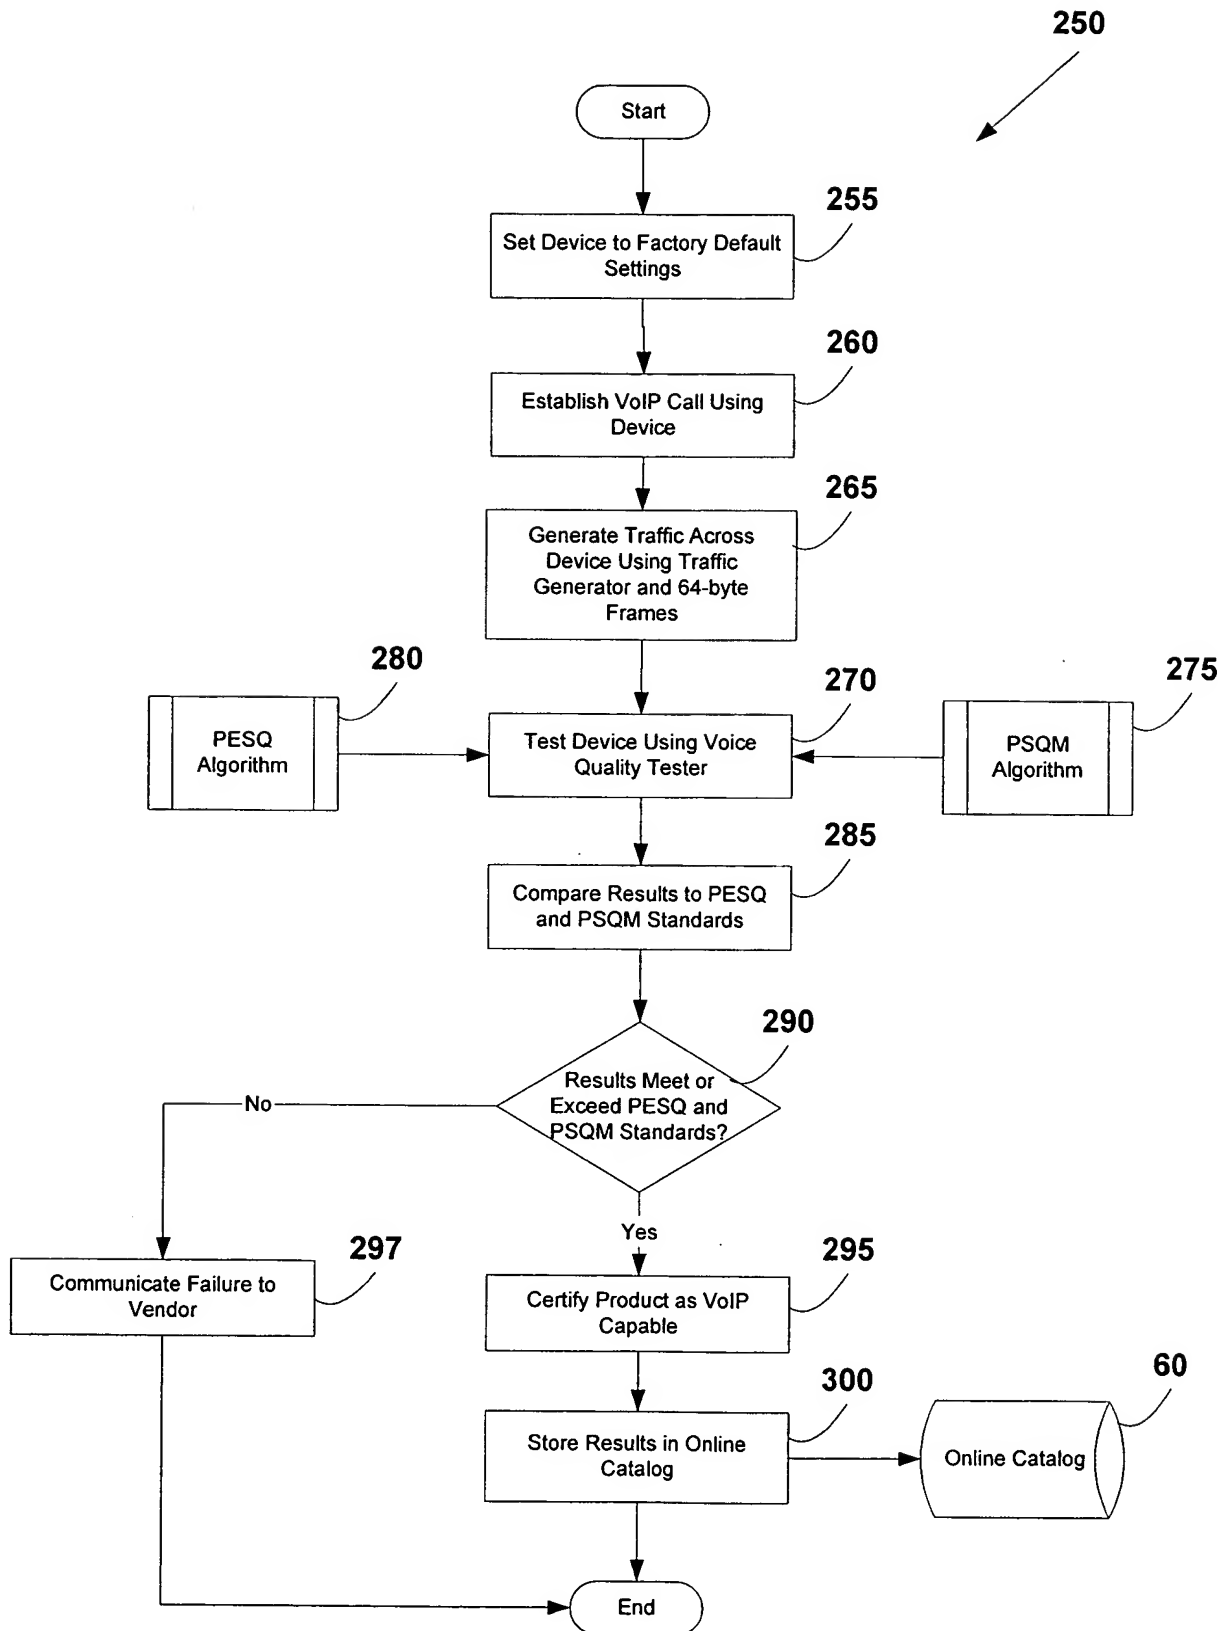 250
Start
255
Set Device to Factory Default
Settings
260
Establish VoIP Call Using
Device
265
Generate Traffic Across
Device Using Traffic
Generator and 64-byte
Frames
280
PESQ
Algorithm
270
Test Device Using Voice
Quality Tester
275
PSQM
Algorithm
285
Compare Results to PESQ
and PSQM Standards
290
Results Meet or
Exceed PESQ and
PSQM Standards?
No
Yes
297
Communicate Failure to
Vendor
295
Certify Product as VoIP
Capable
300
Store Results in Online
Catalog
60
Online Catalog
End